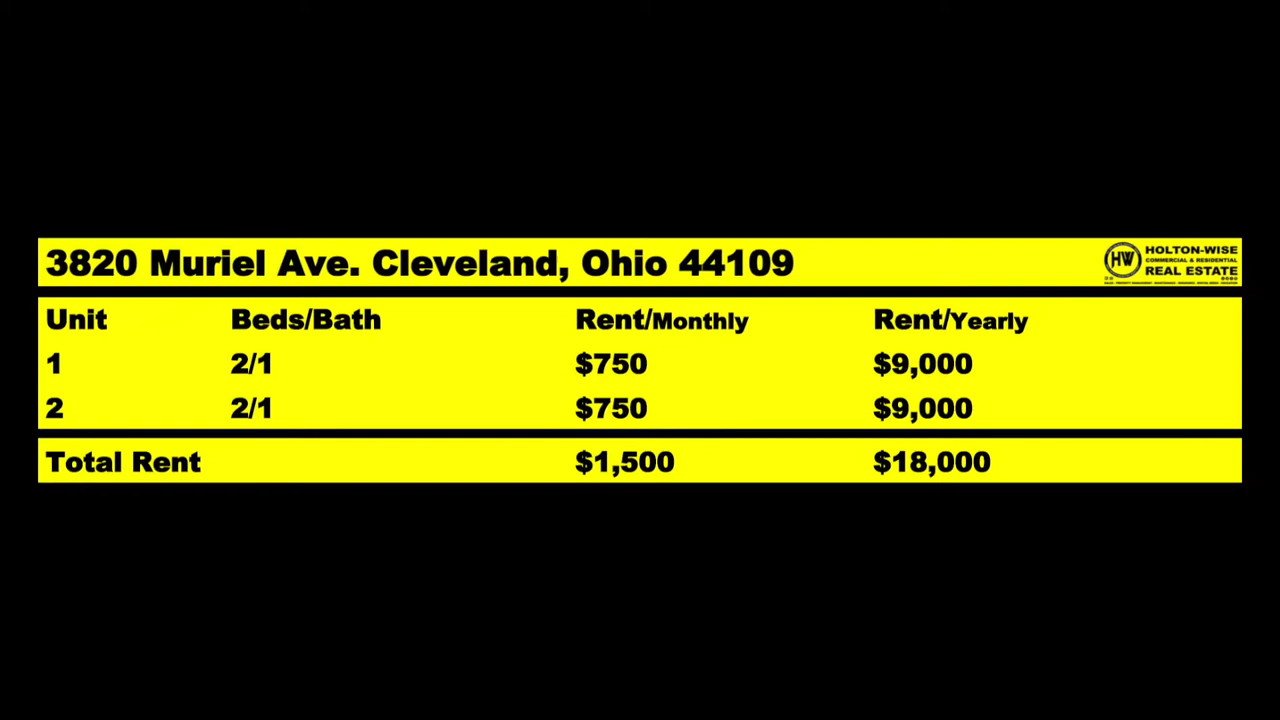 3820 Muriel Ave. Cleveland, Ohio 44109
HW
HOLTON-WISE
COMMERCIAL & RESIDENTIAL
REAL ESTATE
Unit Beds/Bath Rent/Monthly Rent/Yearly
1 2/1 $750 $9,000
2 2/1 $750 $9,000
Total Rent $1,500 $18,000